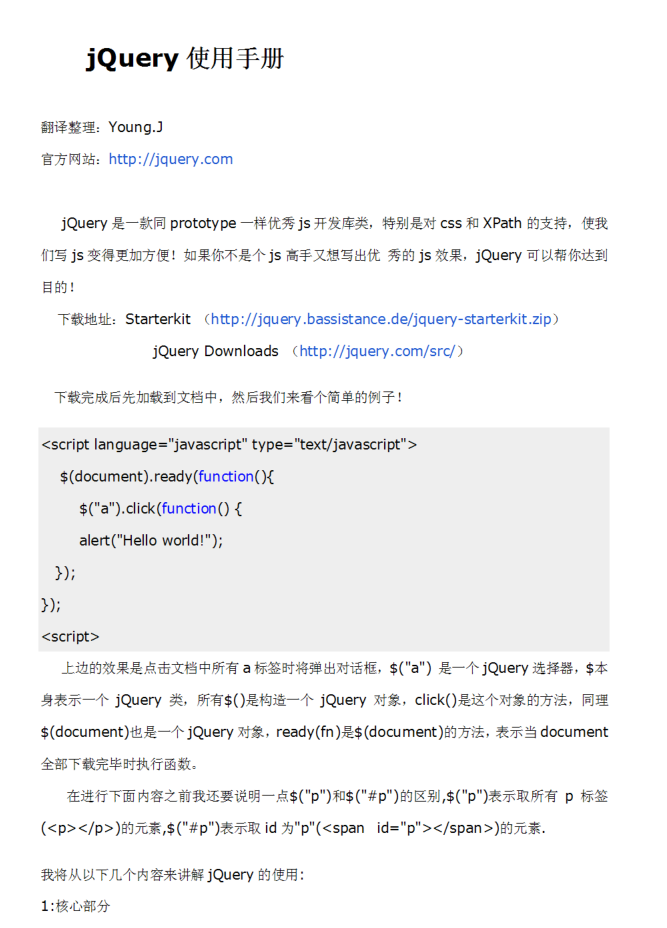 jQuery 使用手册
翻译整理：Young.J
官方网站：http://jquery.com
jQuery 是一款同 prototype 一样优秀 js 开发库类，特别是对 css 和 XPath 的支持，使我
们写 js 变得更加方便！如果你不是个 js 高手又想写出优 秀的 js 效果，jQuery 可以帮你达到
目的！
下载地址：Starterkit （http://jquery.bassistance.de/jquery-starterkit.zip）
jQuery Downloads （http://jquery.com/src/）
下载完成后先加载到文档中，然后我们来看个简单的例子！
<script language="javascript" type="text/javascript">
$(document).ready(function(){
$("a").click(function() {
alert("Hello world!");
});
});
<script>
上边的效果是点击文档中所有 a 标签时将弹出对话框，$("a") 是一个 jQuery 选择器，$本
身表示一个 jQuery 类，所有$()是构造一个 jQuery 对象，click()是这个对象的方法，同理
$(document)也是一个 jQuery 对象，ready(fn)是$(document)的方法，表示当 document
全部下载完毕时执行函数。
在进行下面内容之前我还要说明一点$("p")和$("#p")的区别,$("p")表示取所有 p 标签
(<p></p>)的元素,$("#p")表示取 id 为"p"(<span id="p"></span>)的元素.
我将从以下几个内容来讲解 jQuery 的使用:
1:核心部分